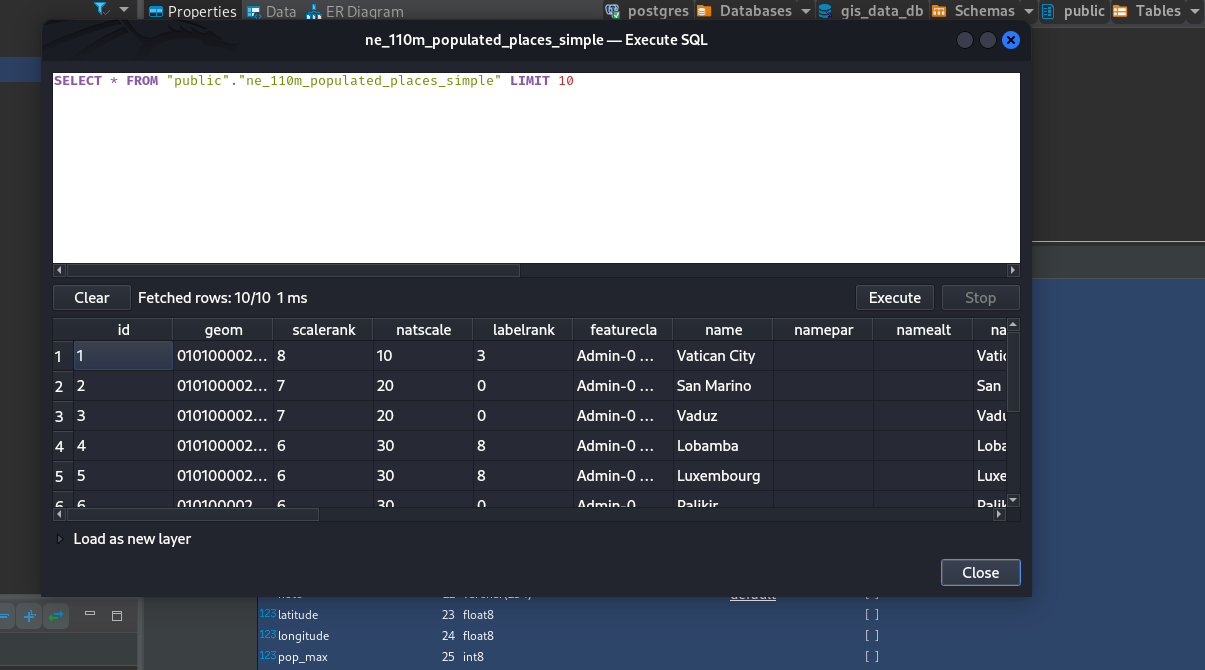 Properties Data ER Diagram postgres Databases gis_data_db Schemas public Tables
ne_110m_populated_places_simple — Execute SQL
SELECT * FROM "public"."ne_110m_populated_places_simple" LIMIT 10
Clear Fetched rows: 10/10 1 ms Execute Stop
id geom scalerank natscale labelrank featurecla name namepar namealt na
1 1 010100002... 8 10 3 Admin-0 ... Vatican City Vatic
2 2 010100002... 7 20 0 Admin-0 ... San Marino San
3 3 010100002... 7 20 0 Admin-0 ... Vaduz Vadu
4 4 010100002... 6 30 8 Admin-0 ... Lobamba Loba
5 5 010100002... 6 30 8 Admin-0 ... Luxembourg Luxe
6 6 010100002... 6 30 0 Admin-0 ... Palikir Palik
Load as new layer
Close
default
123 latitude 23 float8 [ ]
123 longitude 24 float8 [ ]
123 pop_max 25 int8 [ ]